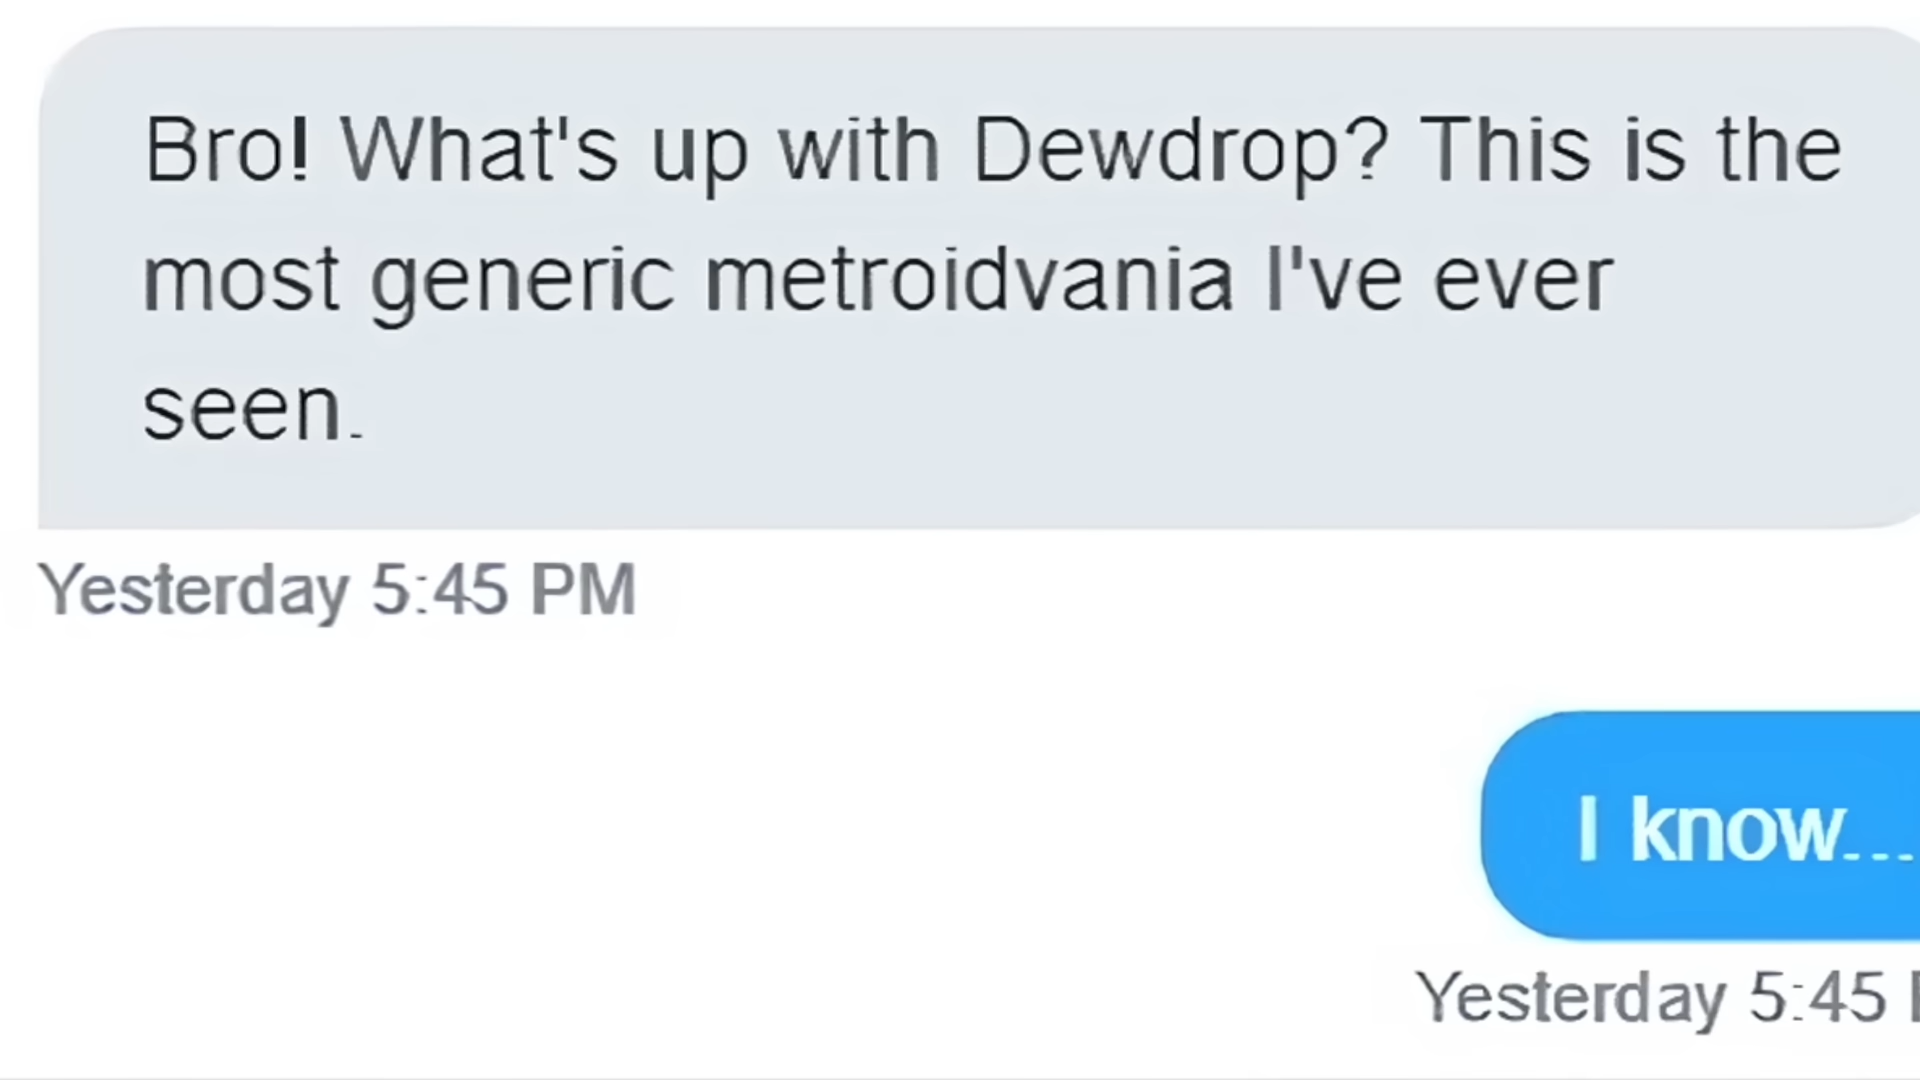 Bro! What's up with Dewdrop? This is the
most generic metroidvania I've ever
seen.
Yesterday 5:45 PM
I know...
Yesterday 5:45